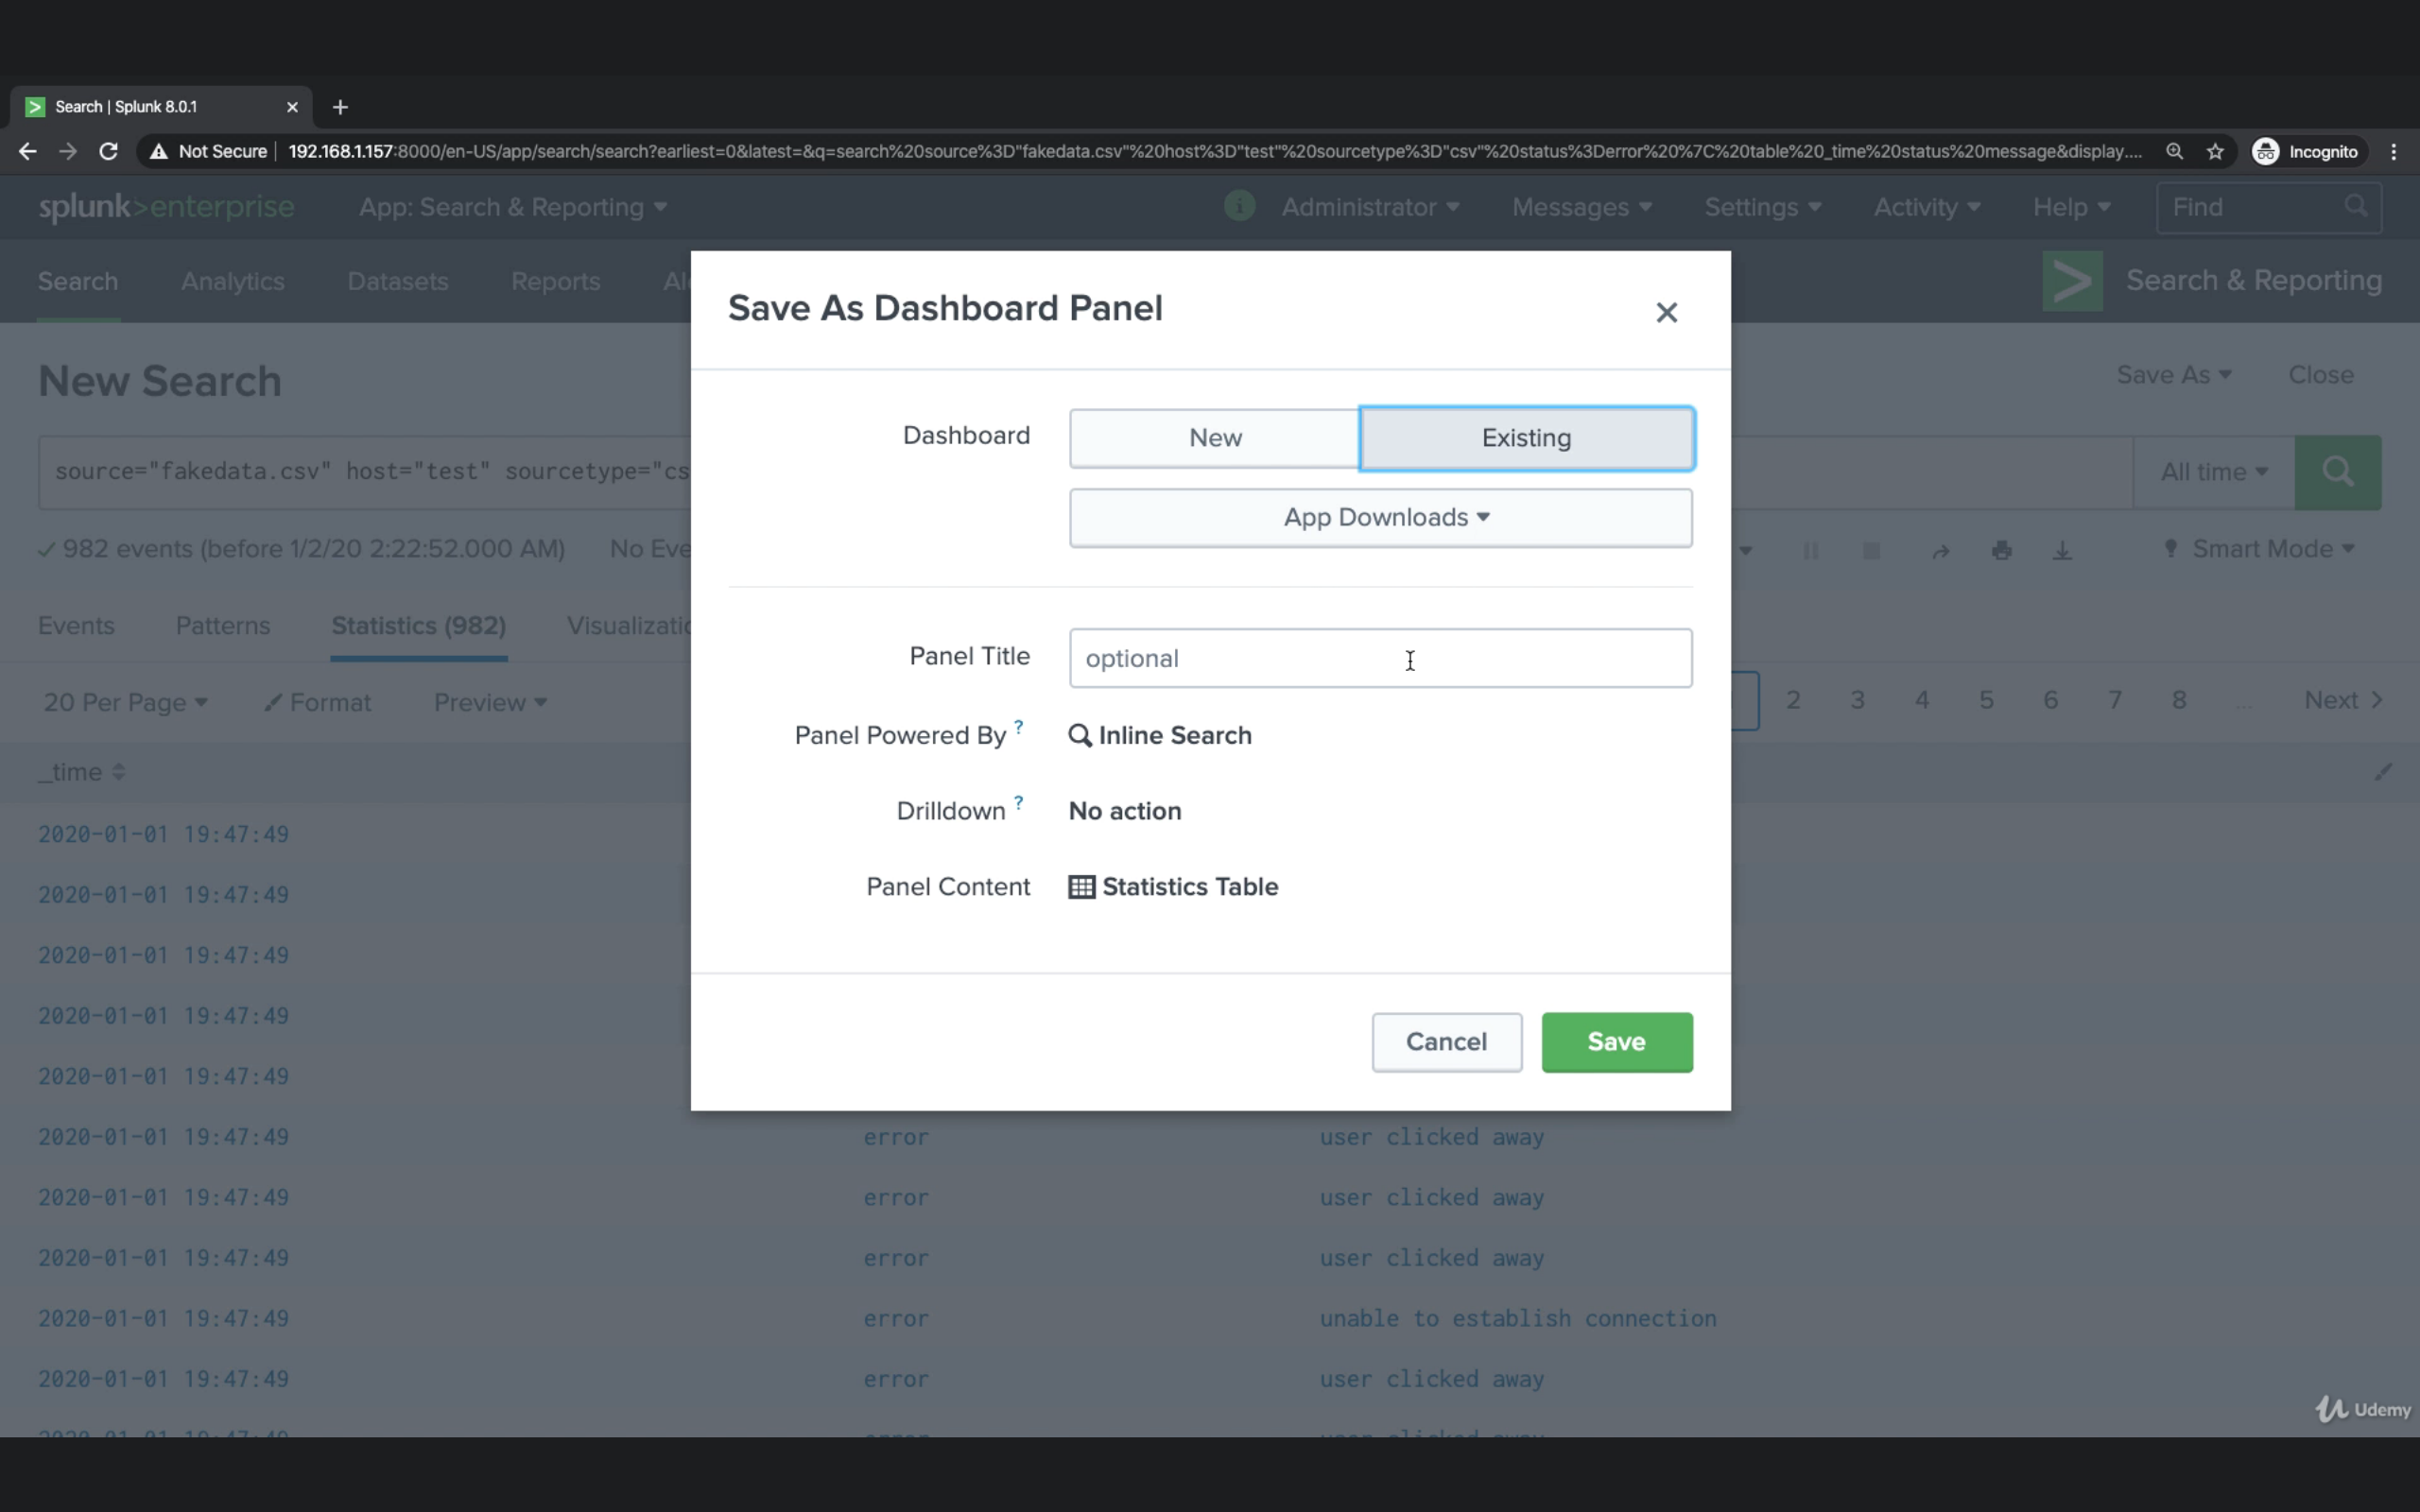 Search | Splunk 8.0.1
Not Secure 192.168.1.157:8000/en-US/app/search/search?earliest=0&latest=&q=search%20source%3D"fakedata.csv"%20host%3D"test"%20sourcetype%3D"csv"%20status%3Derror%20%7C%20table%20_time%20status%20message&display.... Incognito
splunk>enterprise App: Search & Reporting i Administrator Messages Settings Activity Help Find
Search Analytics Datasets Reports Al Search & Reporting
Save As Dashboard Panel
New Search Save As Close
Dashboard New Existing
source="fakedata.csv" host="test" sourcetype="cs All time
App Downloads
982 events (before 1/2/20 2:22:52.000 AM) No Eve Smart Mode
Events Patterns Statistics (982) Visualizatio
Panel Title optional
20 Per Page Format Preview 2 3 4 5 6 7 8 ... Next
Panel Powered By ? Inline Search
_time
Drilldown ? No action
2020-01-01 19:47:49
Panel Content Statistics Table
2020-01-01 19:47:49
2020-01-01 19:47:49
2020-01-01 19:47:49
Cancel Save
2020-01-01 19:47:49
2020-01-01 19:47:49 error user clicked away
2020-01-01 19:47:49 error user clicked away
2020-01-01 19:47:49 error user clicked away
2020-01-01 19:47:49 error unable to establish connection
2020-01-01 19:47:49 error user clicked away
Udemy